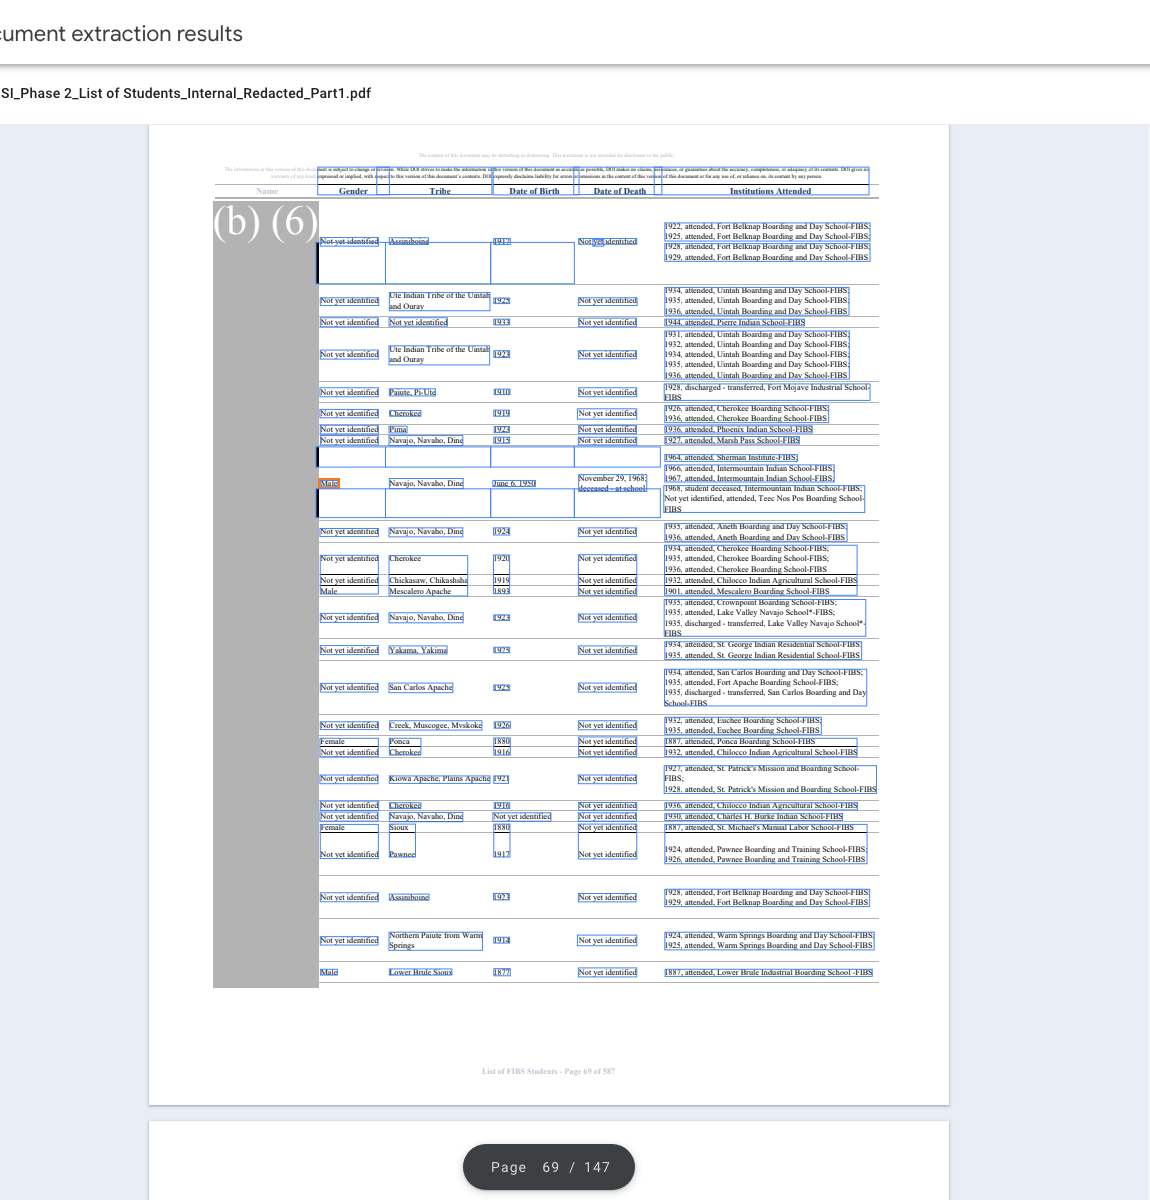 cument extraction results
SI_Phase 2_List of Students_Internal_Redacted_Part1.pdf
The content of this document may be disturbing or distressing. This document is not intended for disclosure to the public.
The information in this version of this document is subject to change or revision. While DOI strives to make the information in this version of this document as accurate as possible, DOI makes no claims, assurances, or guarantees about the accuracy, completeness, or adequacy of its contents. DOI gives no
warranty of any kind, expressed or implied, with respect to this version of this document's contents. DOI expressly disclaims liability for errors or omissions in the content of this version of this document or for any use of, or reliance on, its content by any person.
Name Gender Tribe Date of Birth Date of Death Institutions Attended
(b) (6)
Not yet identified Assiniboine 1917 Not yet identified 1922, attended, Fort Belknap Boarding and Day School-FIBS;
1925, attended, Fort Belknap Boarding and Day School-FIBS;
1928, attended, Fort Belknap Boarding and Day School-FIBS;
1929, attended, Fort Belknap Boarding and Day School-FIBS
Not yet identified Ute Indian Tribe of the Uintah and Ouray 1925 Not yet identified 1934, attended, Uintah Boarding and Day School-FIBS;
1935, attended, Uintah Boarding and Day School-FIBS;
1936, attended, Uintah Boarding and Day School-FIBS
Not yet identified Not yet identified 1933 Not yet identified 1944, attended, Pierre Indian School-FIBS
Not yet identified Ute Indian Tribe of the Uintah and Ouray 1923 Not yet identified 1931, attended, Uintah Boarding and Day School-FIBS;
1932, attended, Uintah Boarding and Day School-FIBS;
1934, attended, Uintah Boarding and Day School-FIBS;
1935, attended, Uintah Boarding and Day School-FIBS;
1936, attended, Uintah Boarding and Day School-FIBS
Not yet identified Paiute, Pi-Ute 1910 Not yet identified 1928, discharged - transferred, Fort Mojave Industrial School-
FIBS
Not yet identified Cherokee 1919 Not yet identified 1926, attended, Cherokee Boarding School-FIBS;
1936, attended, Cherokee Boarding School-FIBS
Not yet identified Pima 1923 Not yet identified 1936, attended, Phoenix Indian School-FIBS
Not yet identified Navajo, Navaho, Dine 1915 Not yet identified 1927, attended, Marsh Pass School-FIBS
Male Navajo, Navaho, Dine June 6, 1950 November 29, 1968; deceased - at school 1964, attended, Sherman Institute-FIBS;
1966, attended, Intermountain Indian School-FIBS;
1967, attended, Intermountain Indian School-FIBS;
1968, student deceased, Intermountain Indian School-FIBS;
Not yet identified, attended, Teec Nos Pos Boarding School-
FIBS
Not yet identified Navajo, Navaho, Dine 1924 Not yet identified 1935, attended, Aneth Boarding and Day School-FIBS;
1936, attended, Aneth Boarding and Day School-FIBS
Not yet identified Cherokee 1920 Not yet identified 1934, attended, Cherokee Boarding School-FIBS;
1935, attended, Cherokee Boarding School-FIBS;
1936, attended, Cherokee Boarding School-FIBS
Not yet identified Chickasaw, Chikashsha 1919 Not yet identified 1932, attended, Chilocco Indian Agricultural School-FIBS
Male Mescalero Apache 1893 Not yet identified 1901, attended, Mescalero Boarding School-FIBS
Not yet identified Navajo, Navaho, Dine 1923 Not yet identified 1935, attended, Crownpoint Boarding School-FIBS;
1935, attended, Lake Valley Navajo School*-FIBS;
1935, discharged - transferred, Lake Valley Navajo School*-
FIBS
Not yet identified Yakama, Yakima 1925 Not yet identified 1934, attended, St. George Indian Residential School-FIBS;
1935, attended, St. George Indian Residential School-FIBS
Not yet identified San Carlos Apache 1925 Not yet identified 1934, attended, San Carlos Boarding and Day School-FIBS;
1935, attended, Fort Apache Boarding School-FIBS;
1935, discharged - transferred, San Carlos Boarding and Day
School-FIBS
Not yet identified Creek, Muscogee, Mvskoke 1926 Not yet identified 1932, attended, Euchee Boarding School-FIBS;
1935, attended, Euchee Boarding School-FIBS
Female Ponca 1880 Not yet identified 1887, attended, Ponca Boarding School-FIBS
Not yet identified Cherokee 1916 Not yet identified 1932, attended, Chilocco Indian Agricultural School-FIBS
Not yet identified Kiowa Apache, Plains Apache 1921 Not yet identified 1927, attended, St. Patrick's Mission and Boarding School-
FIBS;
1928, attended, St. Patrick's Mission and Boarding School-FIBS
Not yet identified Cherokee 1916 Not yet identified 1936, attended, Chilocco Indian Agricultural School-FIBS
Not yet identified Navajo, Navaho, Dine Not yet identified Not yet identified 1930, attended, Charles H. Burke Indian School-FIBS
Female Sioux 1880 Not yet identified 1887, attended, St. Michael's Manual Labor School-FIBS
Not yet identified Pawnee 1917 Not yet identified 1924, attended, Pawnee Boarding and Training School-FIBS;
1926, attended, Pawnee Boarding and Training School-FIBS
Not yet identified Assiniboine 1923 Not yet identified 1928, attended, Fort Belknap Boarding and Day School-FIBS;
1929, attended, Fort Belknap Boarding and Day School-FIBS
Not yet identified Northern Paiute from Warm Springs 1914 Not yet identified 1924, attended, Warm Springs Boarding and Day School-FIBS;
1925, attended, Warm Springs Boarding and Day School-FIBS
Male Lower Brule Sioux 1877 Not yet identified 1887, attended, Lower Brule Industrial Boarding School -FIBS
List of FIBS Students - Page 69 of 587
Page 69 / 147